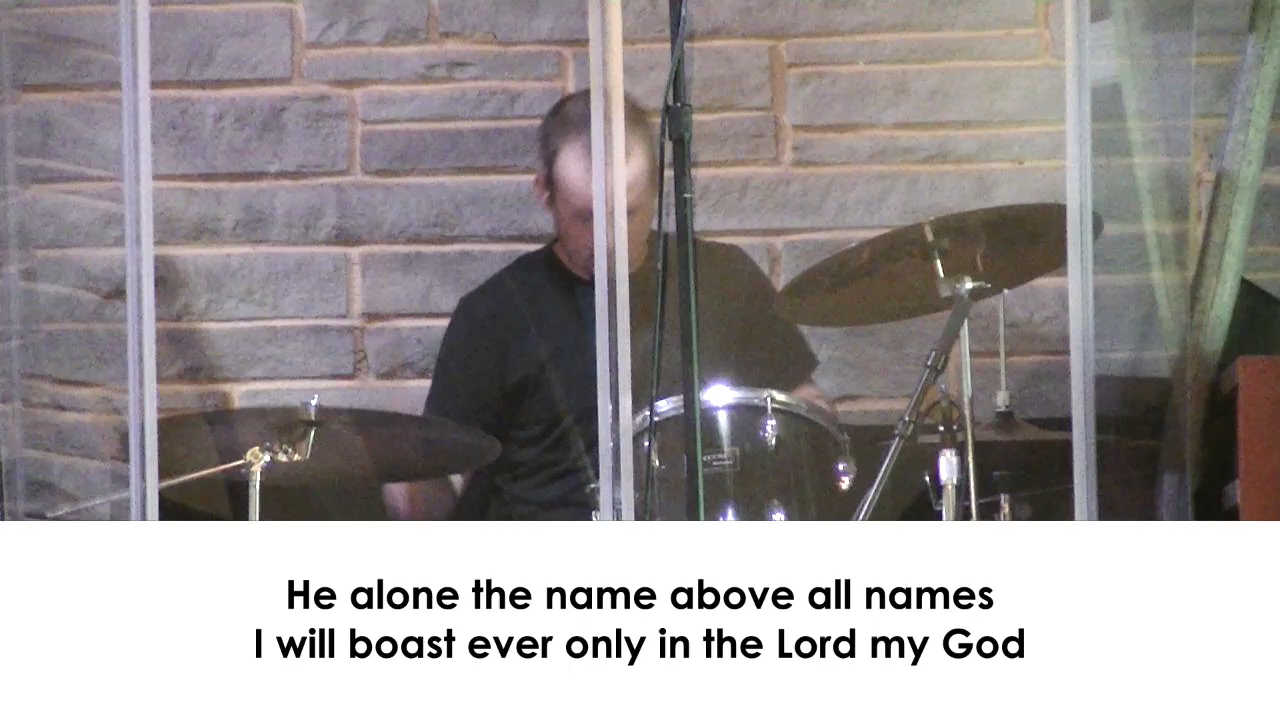 He alone the name above all names
I will boast ever only in the Lord my God